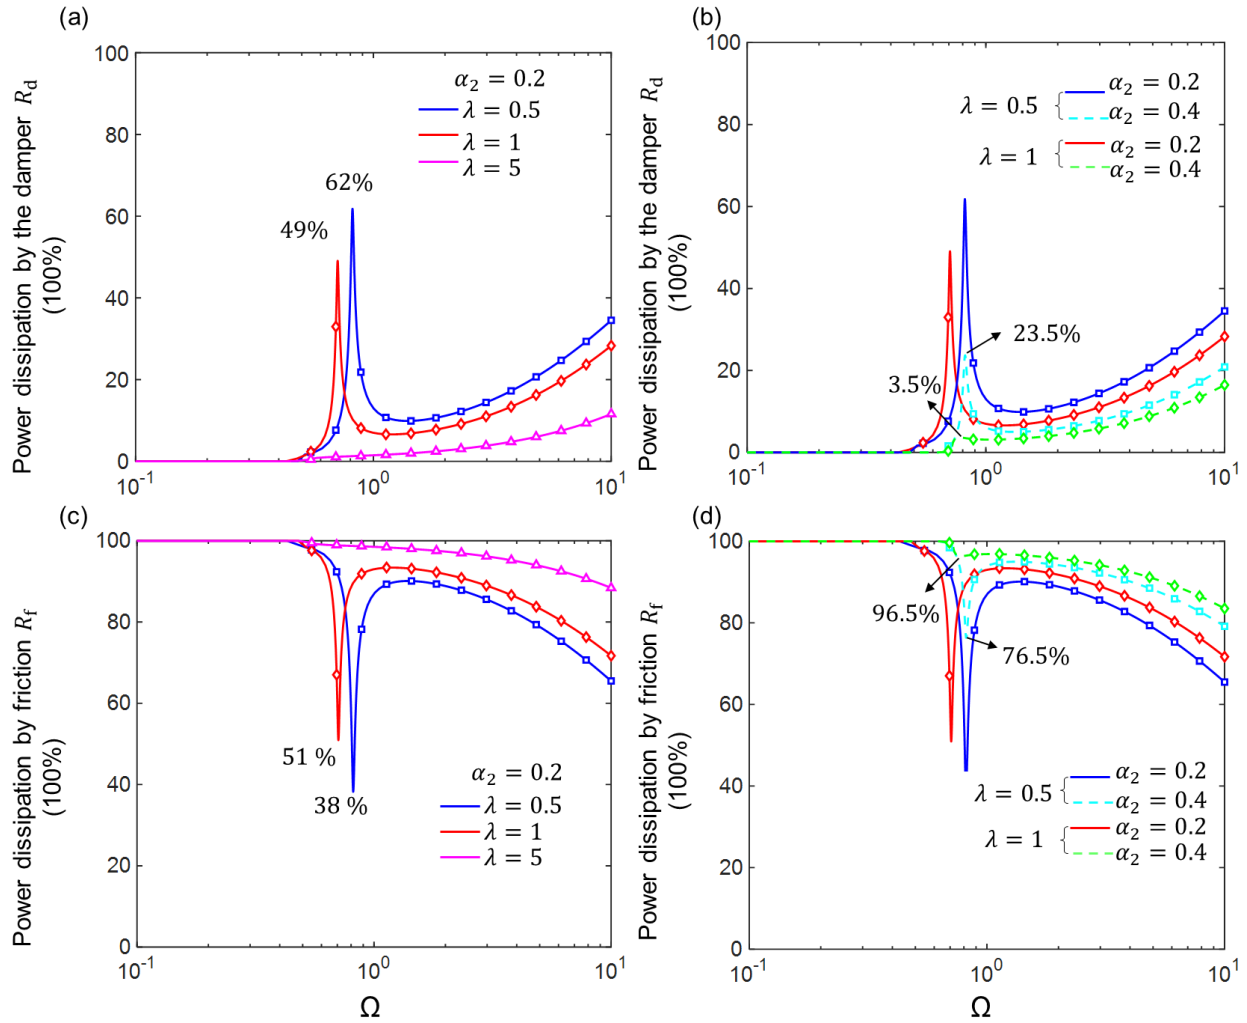 (a)
Power dissipation by the damper R_d
(100%)
100
80
60
40
20
0
10^-1
10^0
10^1
α_2 = 0.2
λ = 0.5
λ = 1
λ = 5
62%
49%
(b)
Power dissipation by the damper R_d
(100%)
100
80
60
40
20
0
10^-1
10^0
10^1
λ = 0.5
α_2 = 0.2
α_2 = 0.4
λ = 1
α_2 = 0.2
α_2 = 0.4
23.5%
3.5%
(c)
Power dissipation by friction R_f
(100%)
100
80
60
40
20
0
10^-1
10^0
10^1
Ω
51 %
38 %
α_2 = 0.2
λ = 0.5
λ = 1
λ = 5
(d)
Power dissipation by friction R_f
(100%)
100
80
60
40
20
0
10^-1
10^0
10^1
Ω
96.5%
76.5%
λ = 0.5
α_2 = 0.2
α_2 = 0.4
λ = 1
α_2 = 0.2
α_2 = 0.4